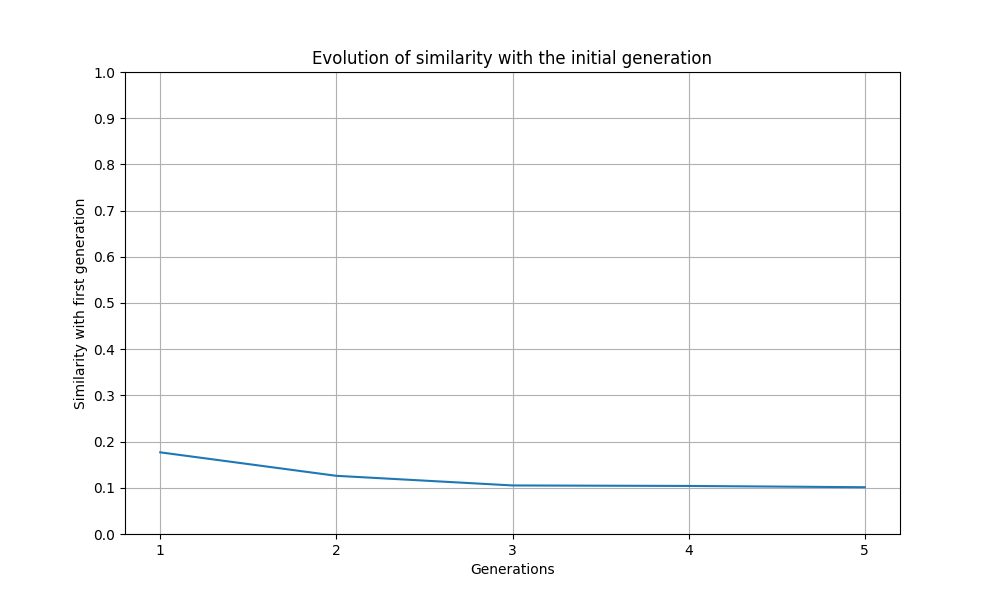 Evolution of similarity with the initial generation
1.0
0.9
0.8
0.7
0.6
0.5
0.4
0.3
0.2
0.1
0.0
Similarity with first generation
1 2 3 4 5
Generations